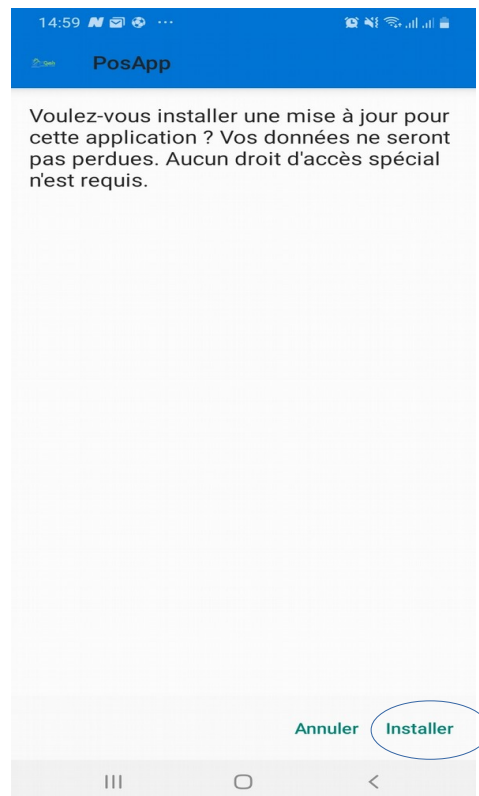 14:59
PosApp
Voulez-vous installer une mise à jour pour
cette application ? Vos données ne seront
pas perdues. Aucun droit d'accès spécial
n'est requis.
Annuler Installer